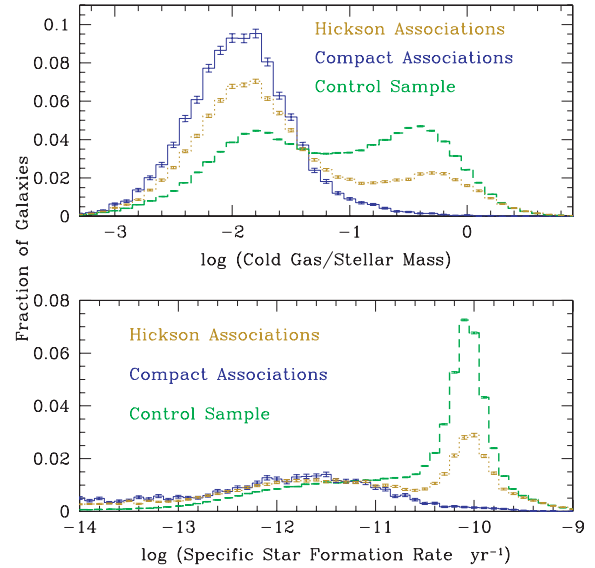 0.1
0.08
0.06
0.04
0.02
0
Hickson Associations
Compact Associations
Control Sample
−3
−2
−1
0
log (Cold Gas/Stellar Mass)
Fraction of Galaxies
0.08
0.06
0.04
0.02
0
Hickson Associations
Compact Associations
Control Sample
−14
−13
−12
−11
−10
−9
log (Specific Star Formation Rate yr⁻¹)